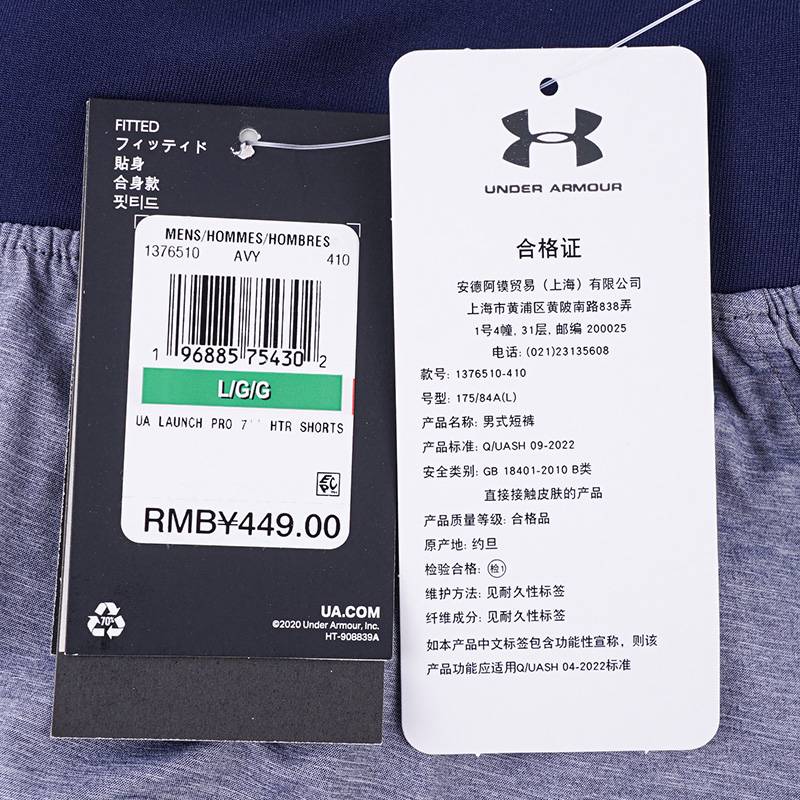 FITTED
フィッティド
貼身
合身款
핏티드
MENS/HOMMES/HOMBRES
1376510 AVY 410
1 96885 75430 2
L/G/G
UA LAUNCH PRO 7'' HTR SHORTS
EPC
RMB¥449.00
70%
UA.COM
©2020 Under Armour, Inc.
HT-908839A
UNDER ARMOUR
合格证
安德阿镆贸易（上海）有限公司
上海市黄浦区黄陂南路838弄
1号4幢, 31层, 邮编 200025
电话: (021)23135608
款号: 1376510-410
号型: 175/84A(L)
产品名称: 男式短裤
产品标准: Q/UASH 09-2022
安全类别: GB 18401-2010 B类
直接接触皮肤的产品
产品质量等级: 合格品
原产地: 约旦
检验合格: 检1
维护方法: 见耐久性标签
纤维成分: 见耐久性标签
如本产品中文标签包含功能性宣称，则该
产品功能应适用Q/UASH 04-2022标准